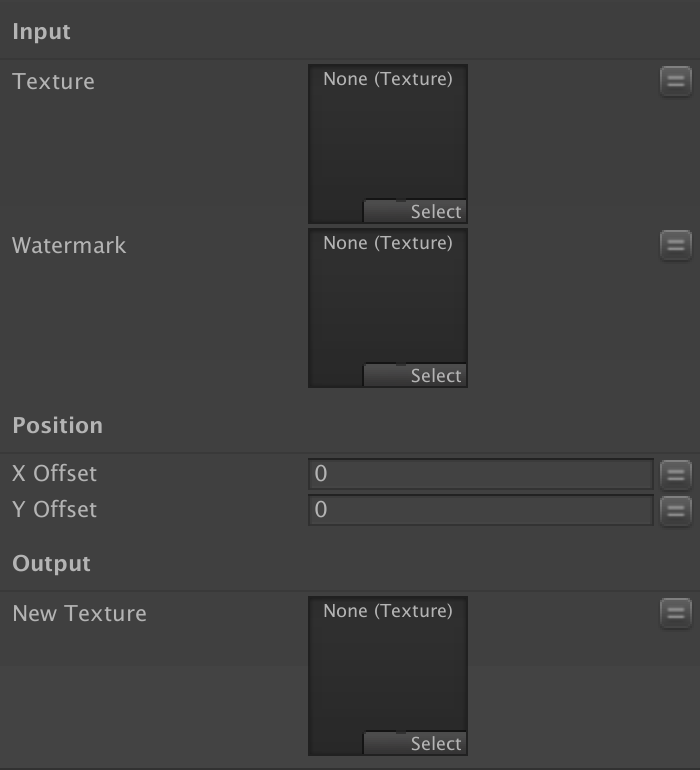 Input
Texture
None (Texture)
Select
Watermark
None (Texture)
Select
Position
X Offset
0
Y Offset
0
Output
New Texture
None (Texture)
Select